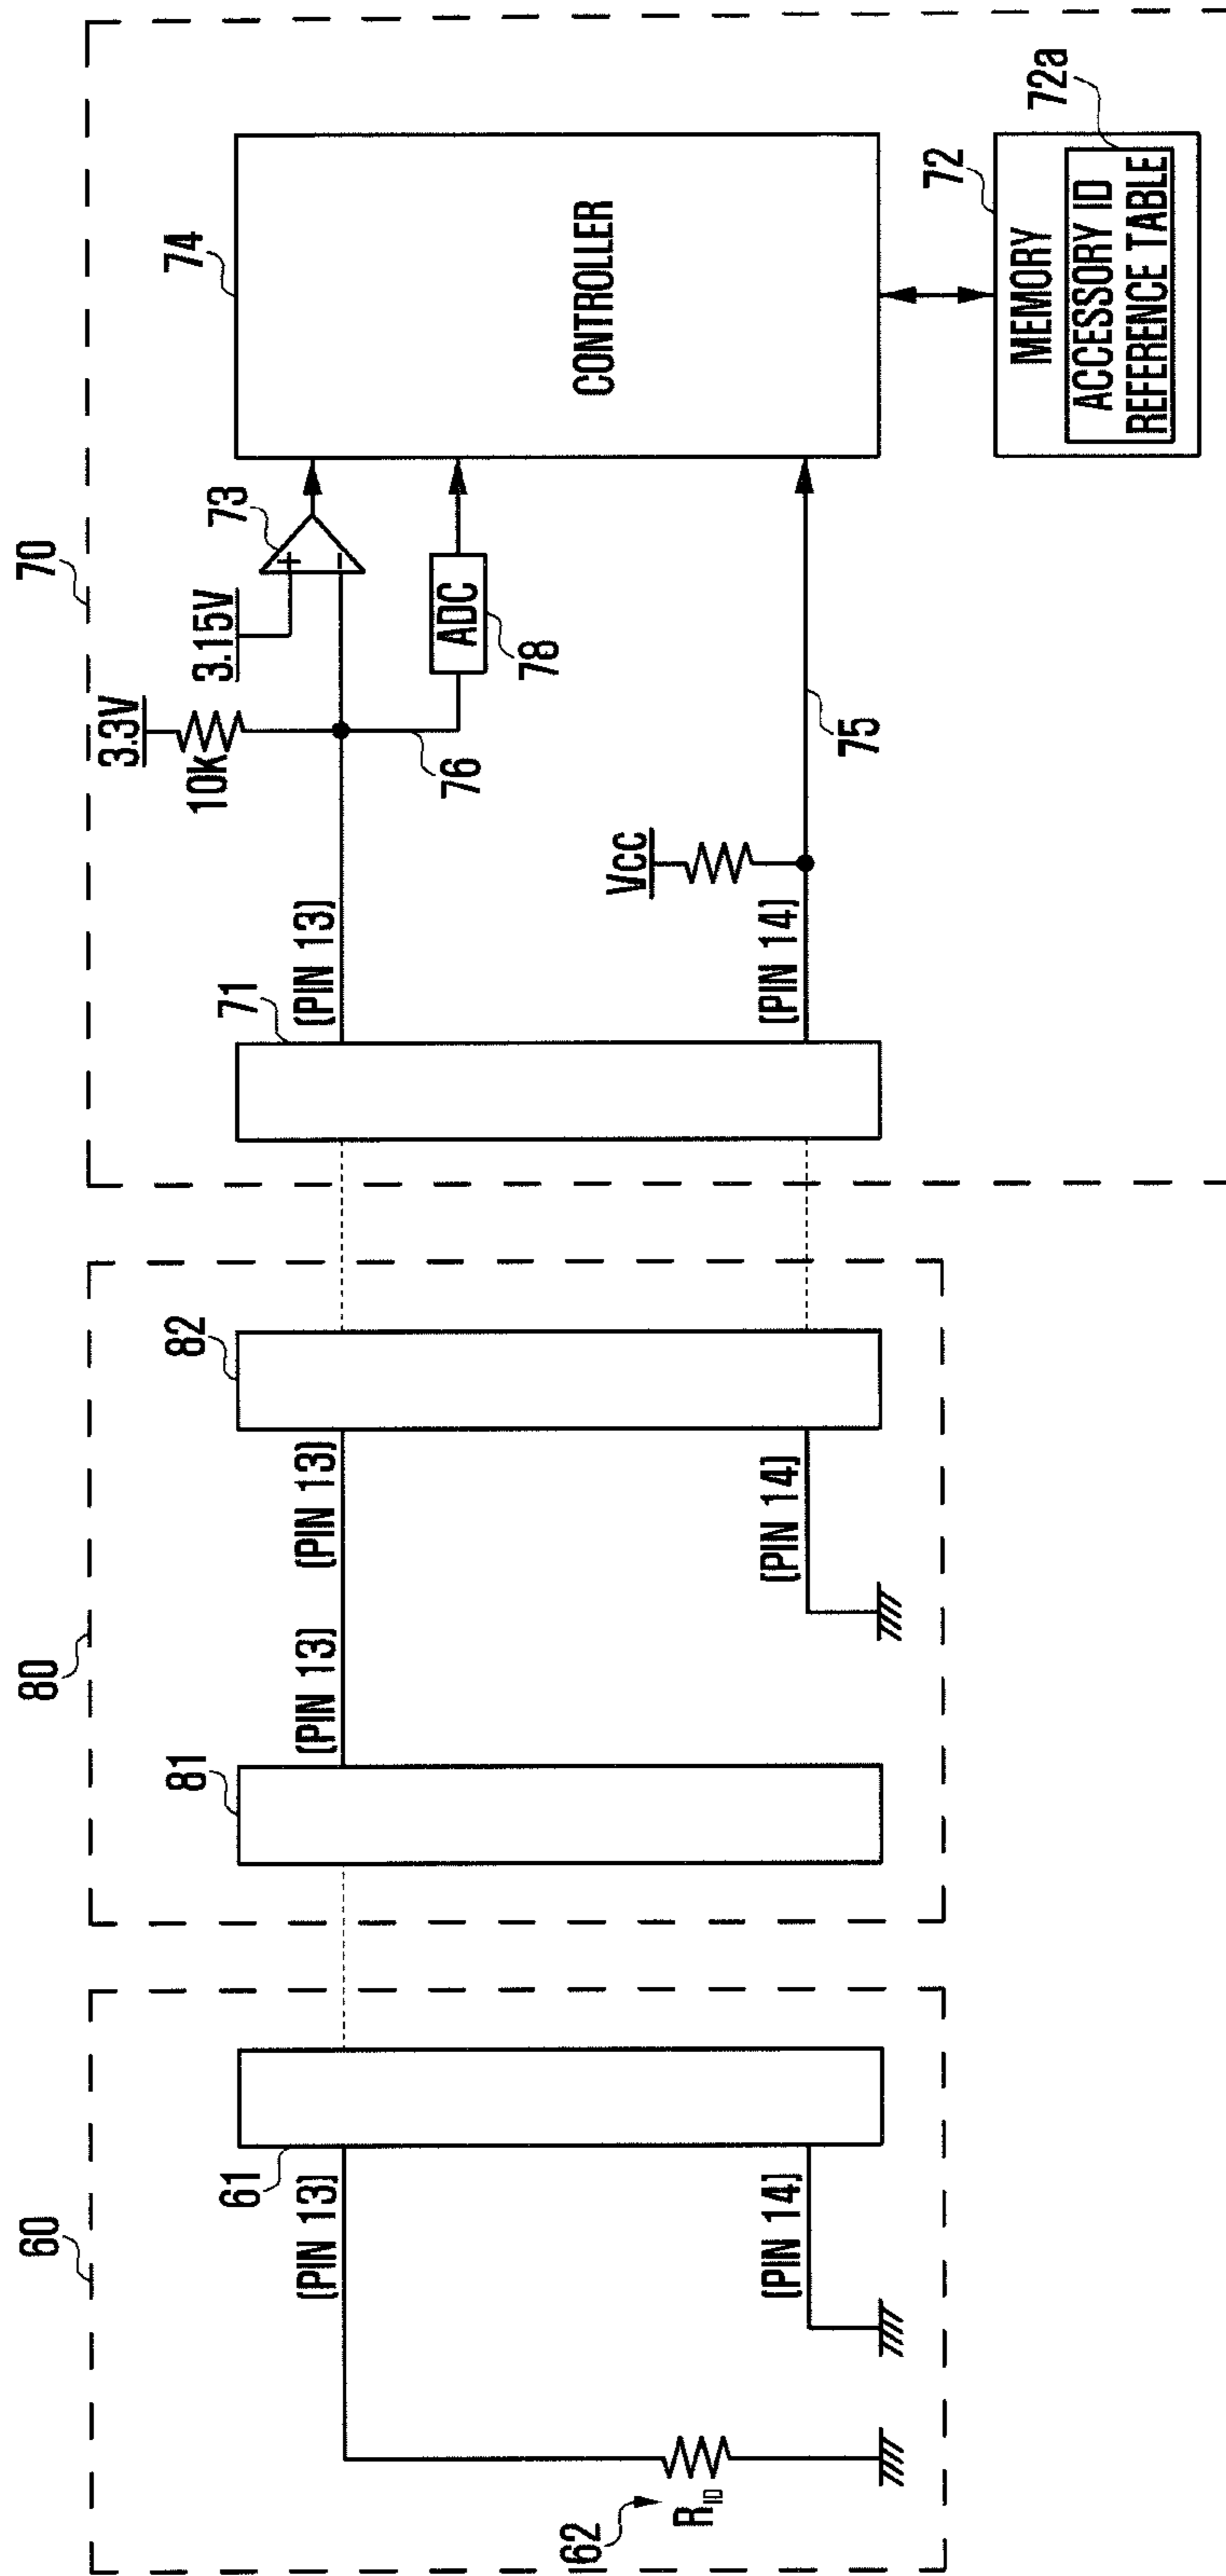 60
80
70
3.3V
81
82
74
10K
3.15V
73
61
71
(PIN 13)
(PIN 13)
(PIN 13)
(PIN 13)
76
ADC
78
62
CONTROLLER
Vcc
75
RID
(PIN 14)
(PIN 14)
(PIN 14)
72
MEMORY
72a
ACCESSORY ID
REFERENCE TABLE